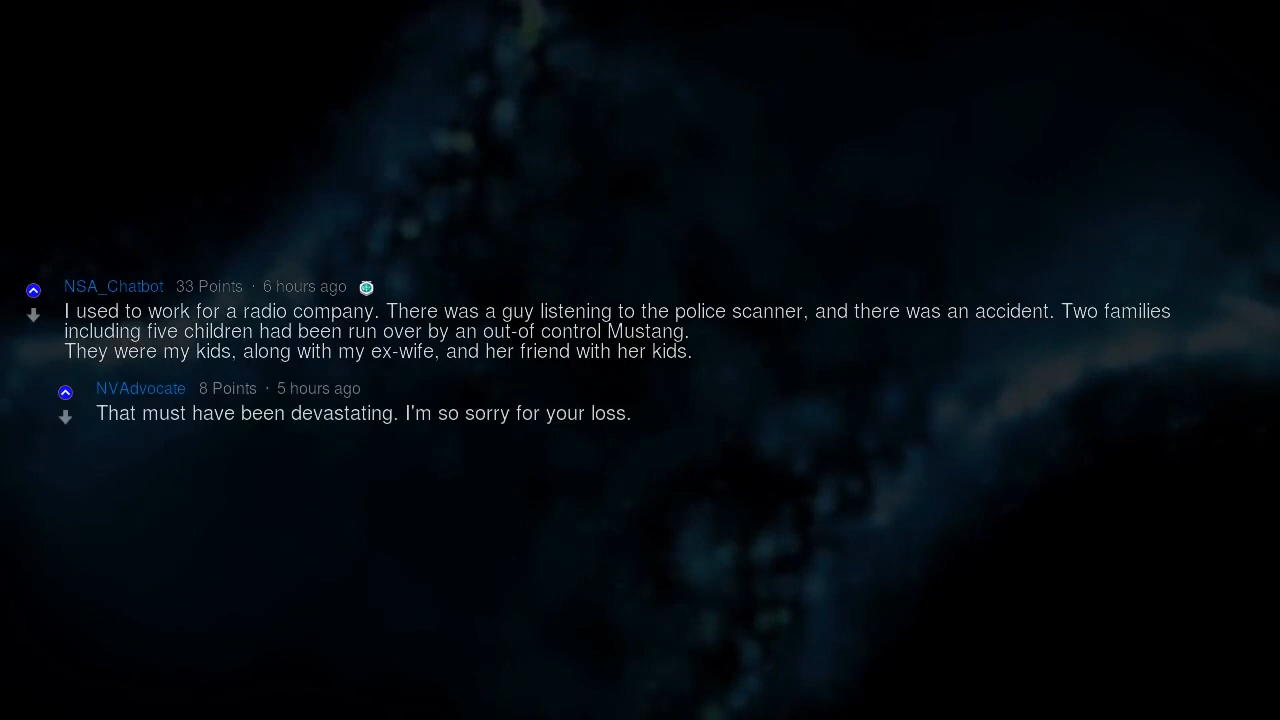 NSA_Chatbot 33 Points · 6 hours ago
I used to work for a radio company. There was a guy listening to the police scanner, and there was an accident. Two families
including five children had been run over by an out-of control Mustang.
They were my kids, along with my ex-wife, and her friend with her kids.
NVAdvocate 8 Points · 5 hours ago
That must have been devastating. I'm so sorry for your loss.